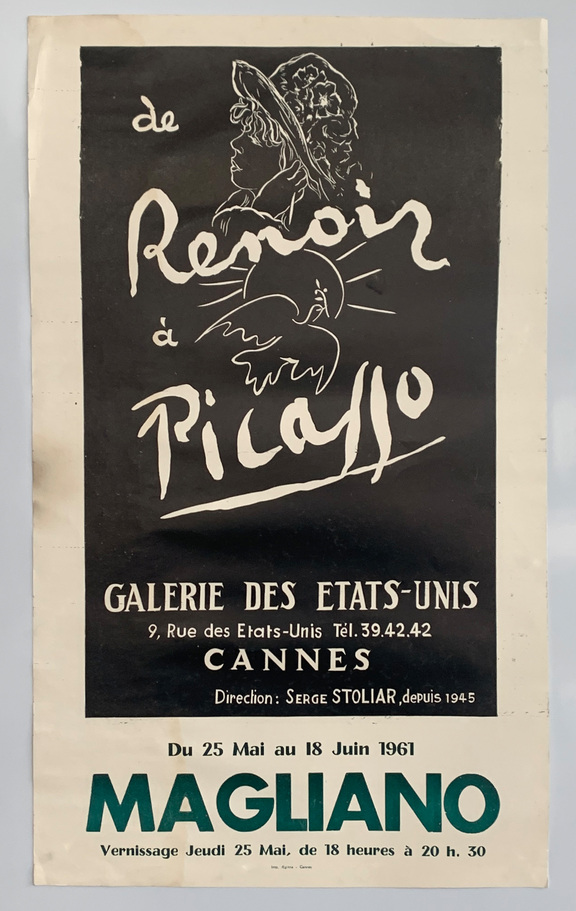 de
Renoir
à
Picasso
GALERIE DES ETATS-UNIS
9, Rue des Etats-Unis Tél. 39.42.42
CANNES
Direction: SERGE STOLIAR, depuis 1945
Du 25 Mai au 18 Juin 1961
MAGLIANO
Vernissage Jeudi 25 Mai, de 18 heures à 20 h. 30